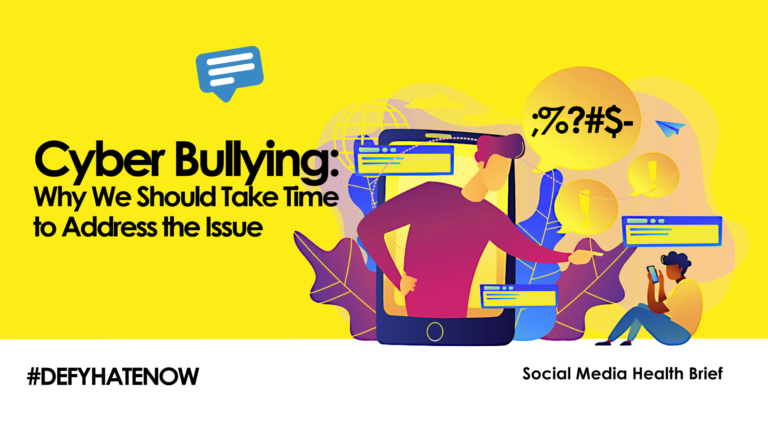 Cyber Bullying:
Why We Should Take Time
to Address the Issue
;%?#$-
! !
#DEFYHATENOW
Social Media Health Brief